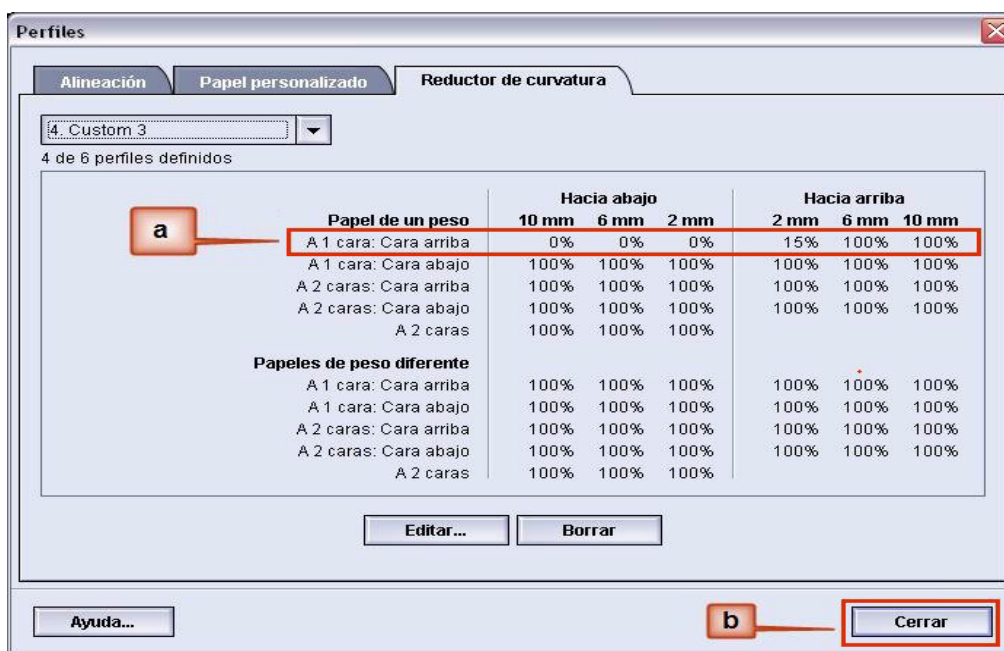 Perfiles
Alineación Papel personalizado Reductor de curvatura
4. Custom 3
4 de 6 perfiles definidos
Hacia abajo Hacia arriba
Papel de un peso 10 mm 6 mm 2 mm 2 mm 6 mm 10 mm
a
A 1 cara: Cara arriba 0% 0% 0% 15% 100% 100%
A 1 cara: Cara abajo 100% 100% 100% 100% 100% 100%
A 2 caras: Cara arriba 100% 100% 100% 100% 100% 100%
A 2 caras: Cara abajo 100% 100% 100% 100% 100% 100%
A 2 caras 100% 100% 100%
Papeles de peso diferente
A 1 cara: Cara arriba 100% 100% 100% 100% 100% 100%
A 1 cara: Cara abajo 100% 100% 100% 100% 100% 100%
A 2 caras: Cara arriba 100% 100% 100% 100% 100% 100%
A 2 caras: Cara abajo 100% 100% 100% 100% 100% 100%
A 2 caras 100% 100% 100%
Editar... Borrar
Ayuda... b Cerrar